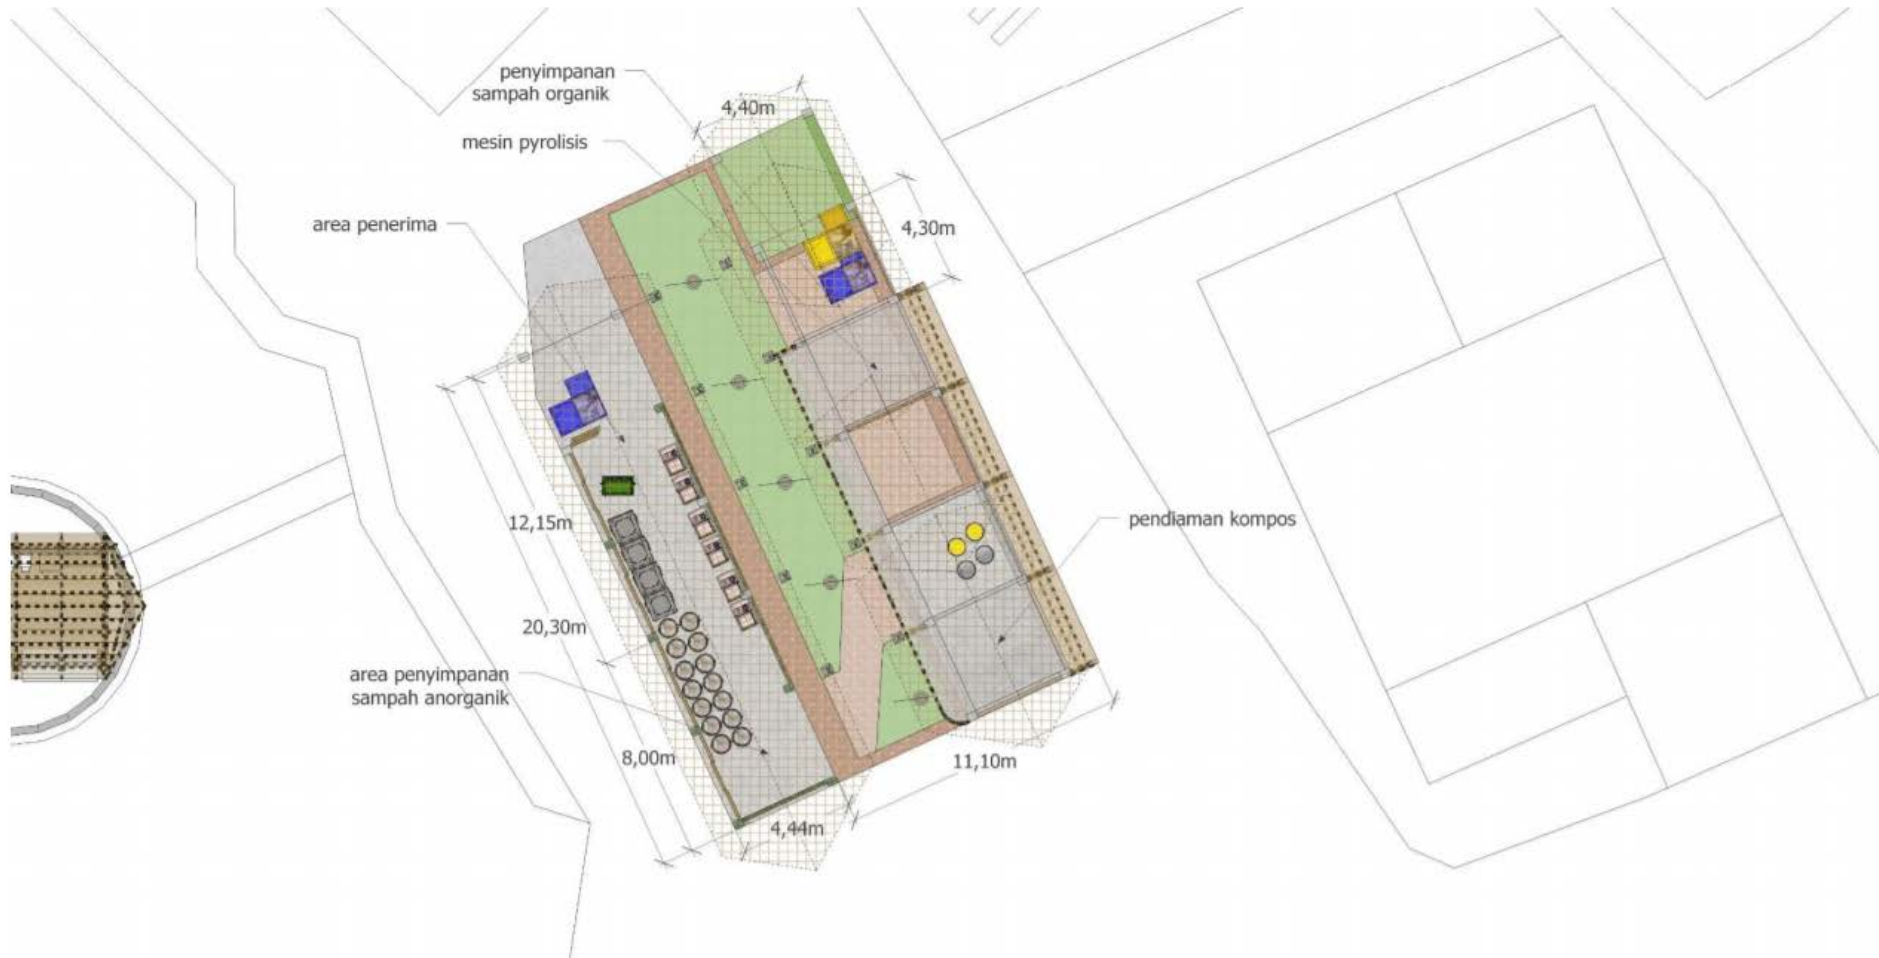 penyimpanan
sampah organik
4,40m
mesin pyrolisis
area penerima
4,30m
12,15m
pendiaman kompos
20,30m
area penyimpanan
sampah anorganik
8,00m
11,10m
4,44m